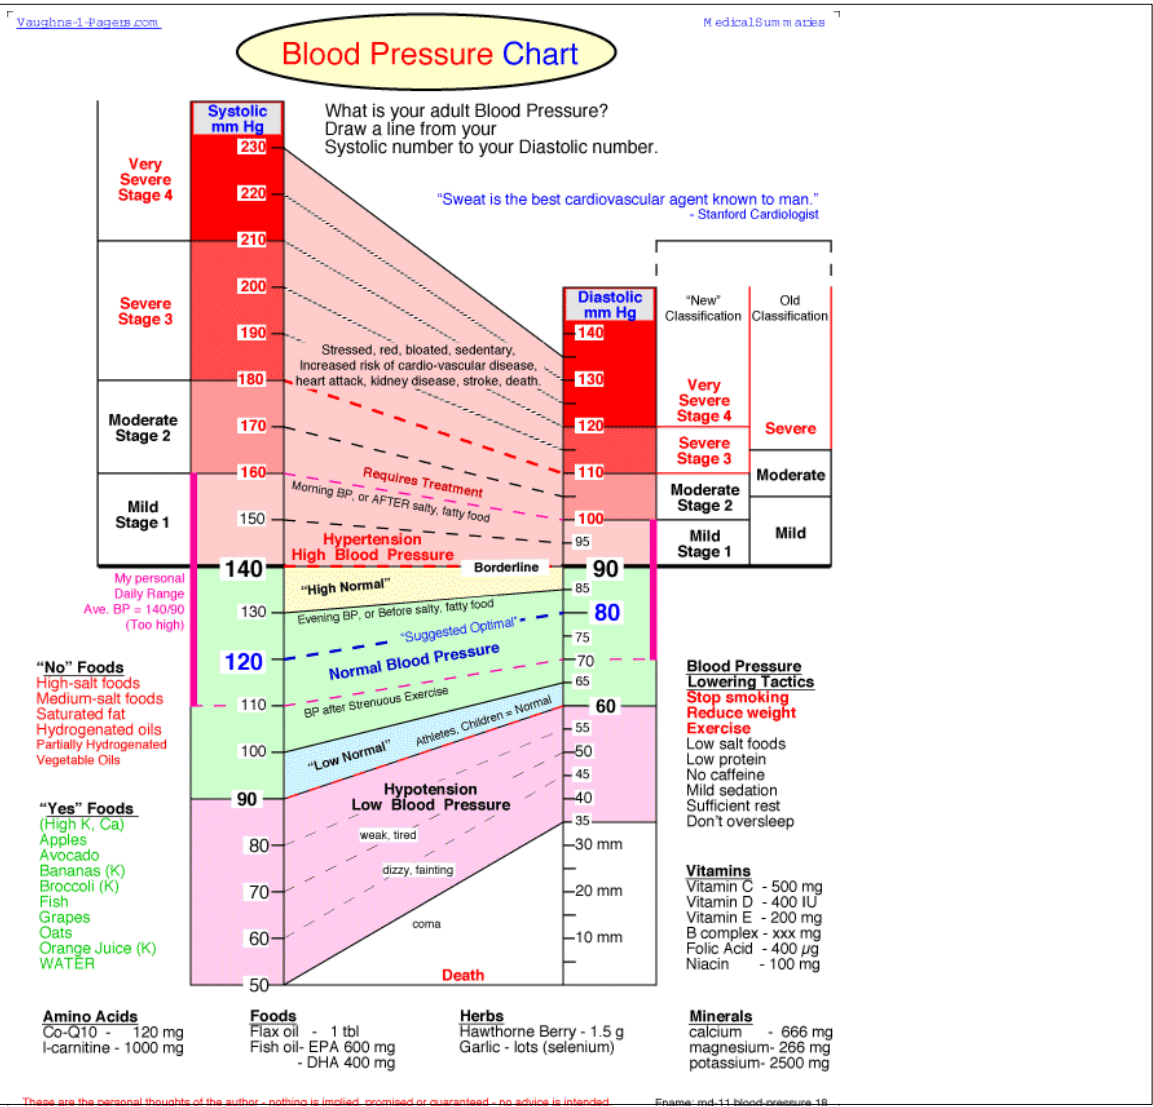 Vaughns-1-Pagers.com
MedicalSummaries
Blood Pressure Chart
What is your adult Blood Pressure?
Draw a line from your
Systolic number to your Diastolic number.
“Sweat is the best cardiovascular agent known to man.”
- Stanford Cardiologist
Systolic
mm Hg
230
220
210
200
190
180
170
160
150
140
130
120
110
100
90
80
70
60
50
Very
Severe
Stage 4
Severe
Stage 3
Moderate
Stage 2
Mild
Stage 1
Stressed, red, bloated, sedentary,
Increased risk of cardio-vascular disease,
heart attack, kidney disease, stroke, death.
Requires Treatment
Morning BP, or AFTER salty, fatty food
Hypertension
High Blood Pressure
Borderline
“High Normal”
Evening BP, or Before salty, fatty food
“Suggested Optimal”
Normal Blood Pressure
BP after Strenuous Exercise
“Low Normal”
Athletes, Children = Normal
Hypotension
Low Blood Pressure
weak, tired
dizzy, fainting
coma
Death
Diastolic
mm Hg
140
130
120
110
100
95
90
85
80
75
70
65
60
55
50
45
40
35
30 mm
20 mm
10 mm
“New”
Classification
Old
Classification
Very
Severe
Stage 4
Severe
Stage 3
Moderate
Stage 2
Mild
Stage 1
Severe
Moderate
Mild
My personal
Daily Range
Ave. BP = 140/90
(Too high)
“No” Foods
High-salt foods
Medium-salt foods
Saturated fat
Hydrogenated oils
Partially Hydrogenated
Vegetable Oils
“Yes” Foods
(High K, Ca)
Apples
Avocado
Bananas (K)
Broccoli (K)
Fish
Grapes
Oats
Orange Juice (K)
WATER
Blood Pressure
Lowering Tactics
Stop smoking
Reduce weight
Exercise
Low salt foods
Low protein
No caffeine
Mild sedation
Sufficient rest
Don’t oversleep
Vitamins
Vitamin C - 500 mg
Vitamin D - 400 IU
Vitamin E - 200 mg
B complex - xxx mg
Folic Acid - 400 µg
Niacin - 100 mg
Amino Acids
Co-Q10 - 120 mg
l-carnitine - 1000 mg
Foods
Flax oil - 1 tbl
Fish oil- EPA 600 mg
- DHA 400 mg
Herbs
Hawthorne Berry - 1.5 g
Garlic - lots (selenium)
Minerals
calcium - 666 mg
magnesium- 266 mg
potassium- 2500 mg
These are the personal thoughts of the author - nothing is implied, promised or guaranteed - no advice is intended.
Fname: md-11 blood-pressure 18